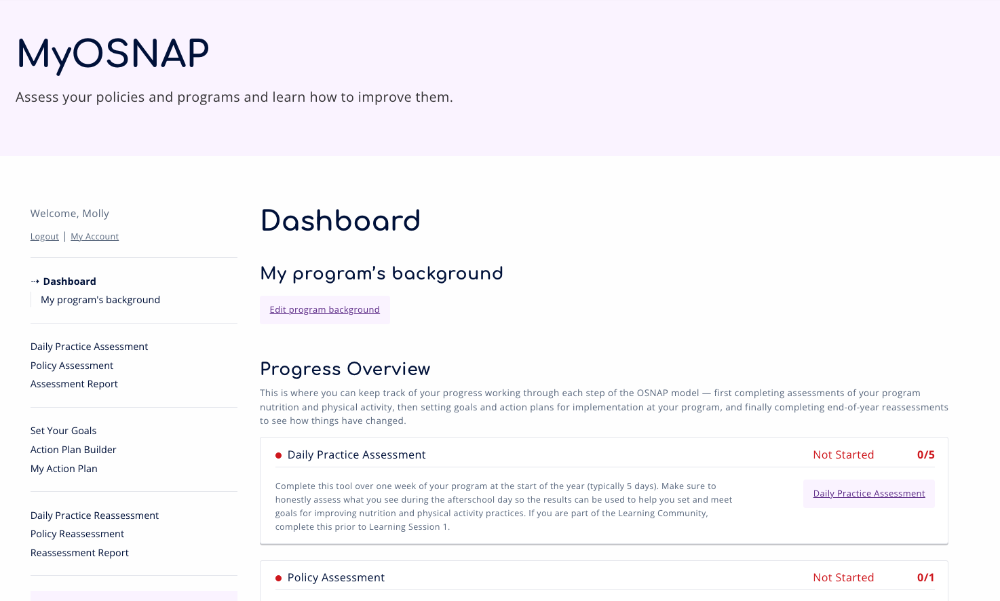 MyOSNAP
Assess your policies and programs and learn how to improve them.
Welcome, Molly
Logout | My Account
⇢ Dashboard
My program's background
Daily Practice Assessment
Policy Assessment
Assessment Report
Set Your Goals
Action Plan Builder
My Action Plan
Daily Practice Reassessment
Policy Reassessment
Reassessment Report
Dashboard
My program’s background
Edit program background
Progress Overview
This is where you can keep track of your progress working through each step of the OSNAP model — first completing assessments of your program
nutrition and physical activity, then setting goals and action plans for implementation at your program, and finally completing end-of-year reassessments
to see how things have changed.
Daily Practice Assessment Not Started 0/5
Complete this tool over one week of your program at the start of the year (typically 5 days). Make sure to
honestly assess what you see during the afterschool day so the results can be used to help you set and meet
goals for improving nutrition and physical activity practices. If you are part of the Learning Community,
complete this prior to Learning Session 1.
Daily Practice Assessment
Policy Assessment Not Started 0/1